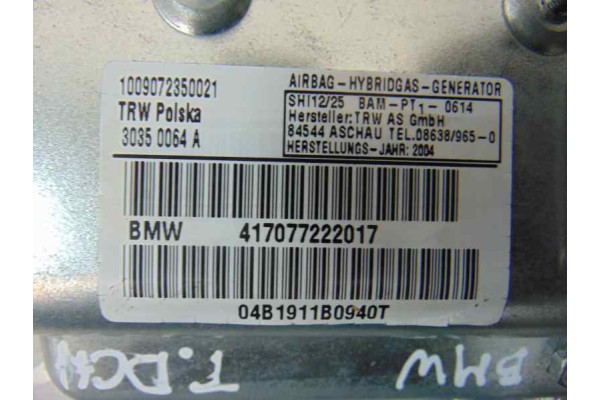 1009072350021
TRW Polska
3035 0064 A
AIRBAG-HYBRIDGAS-GENERATOR
SHI12/25 BAM-PT1- 0614
Hersteller:TRW AS GmbH
84544 ASCHAU TEL.08638/965-0
HERSTELLUNGS-JAHR: 2004
BMW 417077222017
04B1911B0940T
T.DCH
BMW